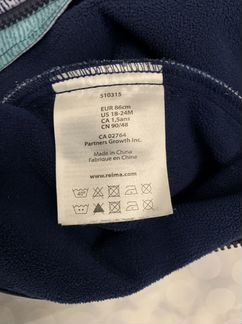 510315
EUR 86cm
US 18-24M
CA 1,5ans
CN 90/48
CA 02764
Partners Growth Inc.
Made in China
Fabriqué en Chine
www.reima.com